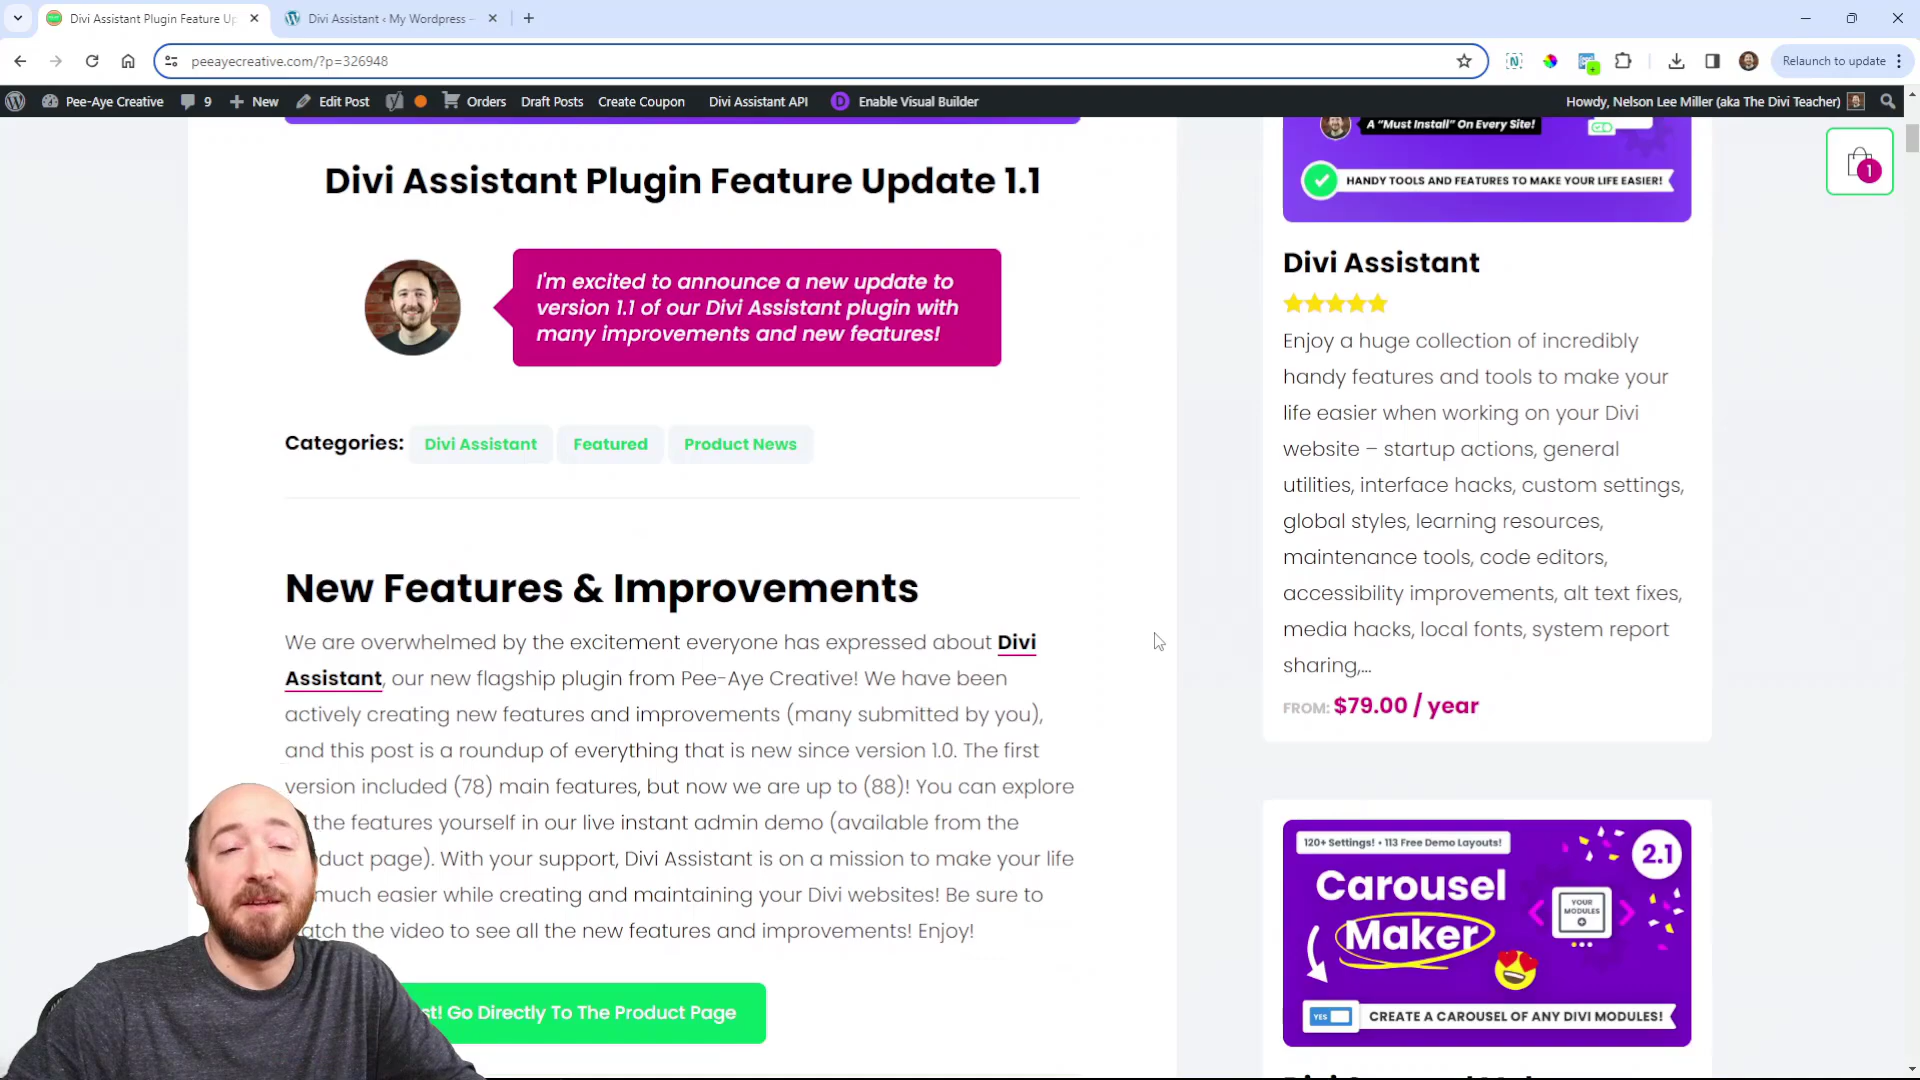 Divi Assistant Plugin Feature Up
Divi Assistant ‹ My Wordpress –
peeayecreative.com/?p=326948
Relaunch to update
Pee-Aye Creative
9
New
Edit Post
Orders
Draft Posts
Create Coupon
Divi Assistant API
D
Enable Visual Builder
Howdy, Nelson Lee Miller (aka The Divi Teacher)
Divi Assistant Plugin Feature Update 1.1
I'm excited to announce a new update to
version 1.1 of our Divi Assistant plugin with
many improvements and new features!
Categories:
Divi Assistant
Featured
Product News
New Features & Improvements
We are overwhelmed by the excitement everyone has expressed about Divi
Assistant, our new flagship plugin from Pee-Aye Creative! We have been
actively creating new features and improvements (many submitted by you),
and this post is a roundup of everything that is new since version 1.0. The first
version included (78) main features, but now we are up to (88)! You can explore
the features yourself in our live instant admin demo (available from the
duct page). With your support, Divi Assistant is on a mission to make your life
much easier while creating and maintaining your Divi websites! Be sure to
atch the video to see all the new features and improvements! Enjoy!
st! Go Directly To The Product Page
A “Must Install” On Every Site!
HANDY TOOLS AND FEATURES TO MAKE YOUR LIFE EASIER!
1
Divi Assistant
Enjoy a huge collection of incredibly
handy features and tools to make your
life easier when working on your Divi
website – startup actions, general
utilities, interface hacks, custom settings,
global styles, learning resources,
maintenance tools, code editors,
accessibility improvements, alt text fixes,
media hacks, local fonts, system report
sharing,...
FROM: $79.00 / year
120+ Settings! • 113 Free Demo Layouts!
2.1
Carousel
Maker
YOUR
MODULES
YES
CREATE A CAROUSEL OF ANY DIVI MODULES!